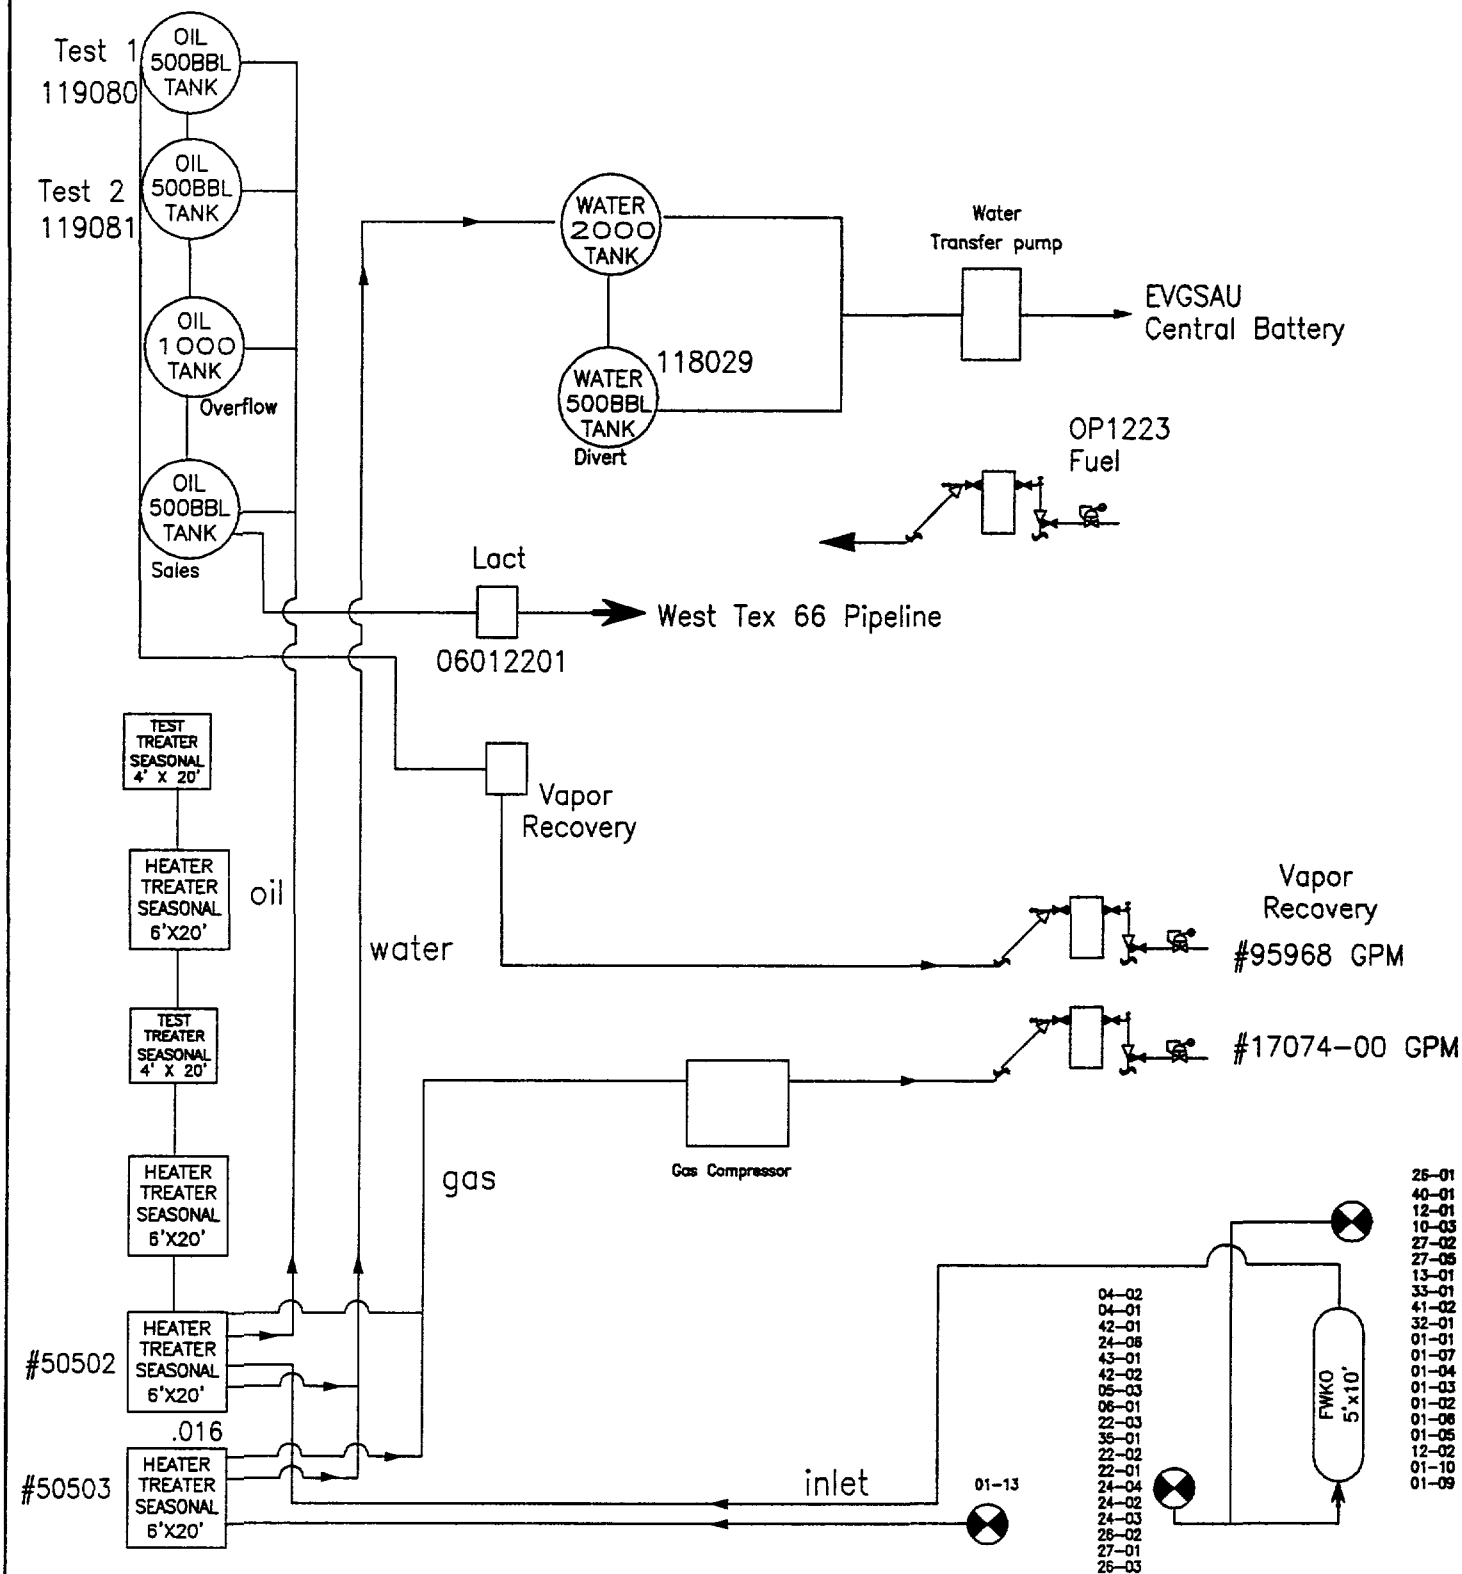 Test 1
119080
OIL
500BBL
TANK
Test 2
119081
OIL
500BBL
TANK
OIL
1000
TANK
Overflow
OIL
500BBL
TANK
Sales
WATER
2000
TANK
WATER
500BBL
TANK
Divert
118029
Water
Transfer pump
EVGSAU
Central Battery
OP1223
Fuel
Lact
06012201
West Tex 66 Pipeline
Vapor
Recovery
TEST
TREATER
SEASONAL
4' X 20'
HEATER
TREATER
SEASONAL
6'X20'
oil
water
Vapor
Recovery
#95968 GPM
TEST
TREATER
SEASONAL
4' X 20'
#17074-00 GPM
Gas Compressor
gas
HEATER
TREATER
SEASONAL
6'X20'
#50502
HEATER
TREATER
SEASONAL
6'X20'
.016
#50503
HEATER
TREATER
SEASONAL
6'X20'
inlet
01-13
04-02
04-01
42-01
24-06
43-01
42-02
05-03
06-01
22-03
35-01
22-02
22-01
24-04
24-02
24-03
26-02
27-01
26-03
FWKO
5'x10'
25-01
40-01
12-01
10-03
27-02
27-05
13-01
33-01
41-02
32-01
01-01
01-07
01-04
01-03
01-02
01-06
01-05
12-02
01-10
01-09